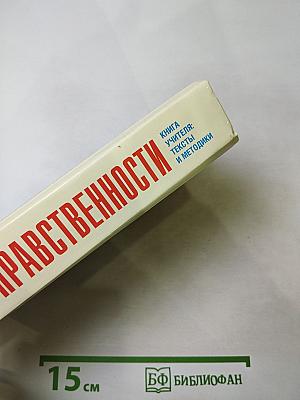 НРАВСТВЕННОСТИ
КНИГА
УЧИТЕЛЯ:
ТЕКСТЫ
И МЕТОДИКИ
15 см
БФ БИБЛИОФАН